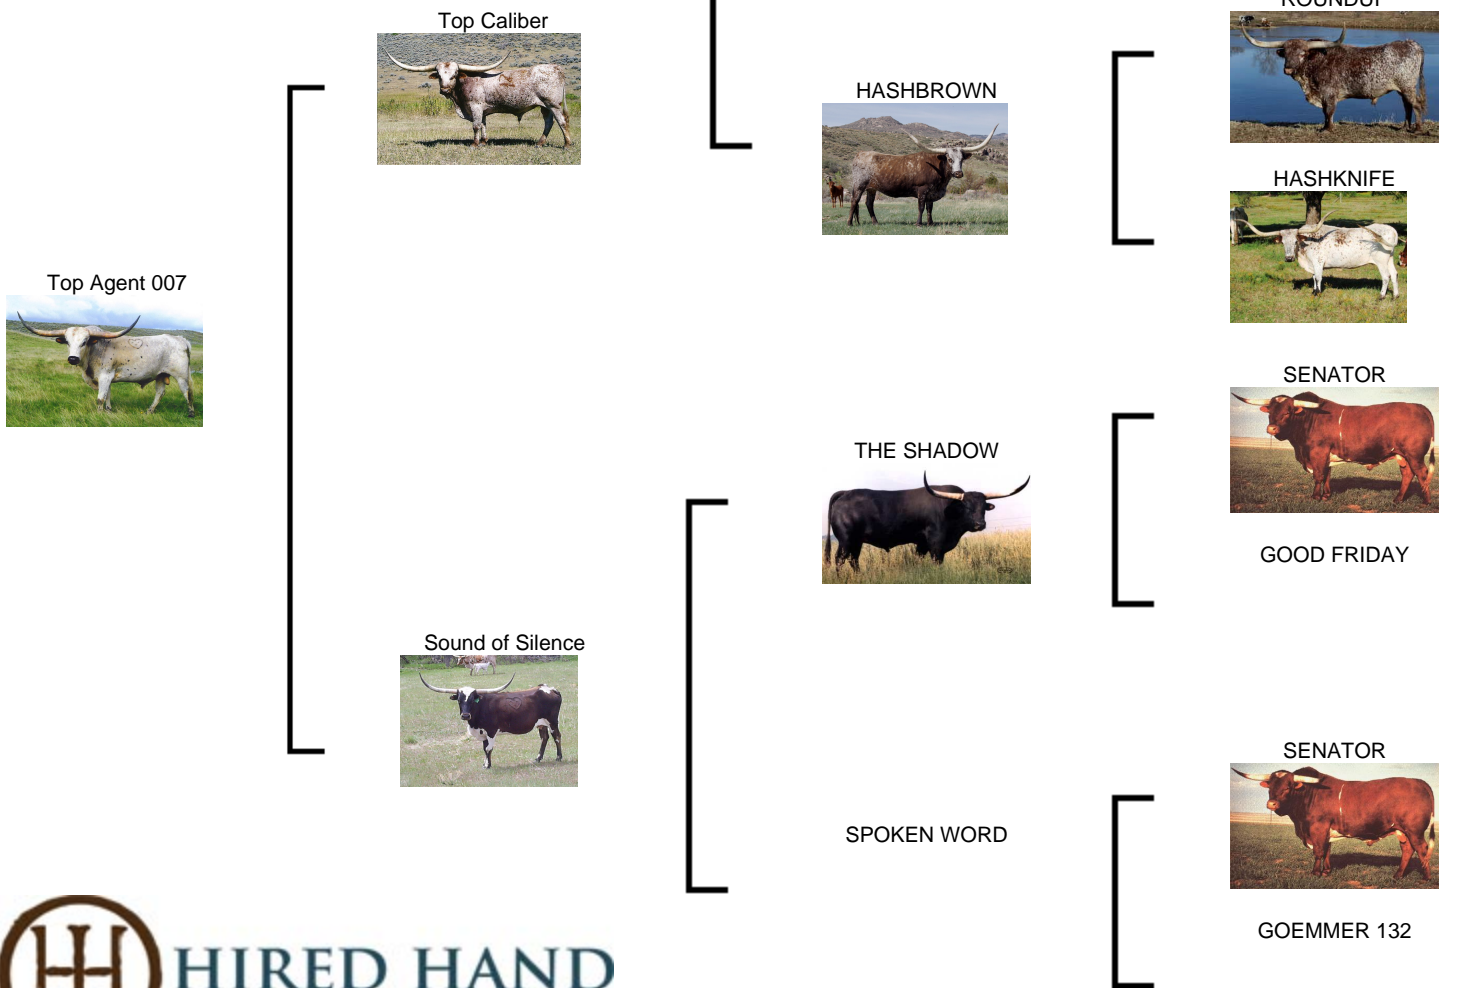 Top Caliber
HASHBROWN
HASHKNIFE
Top Agent 007
SENATOR
THE SHADOW
GOOD FRIDAY
Sound of Silence
SENATOR
SPOKEN WORD
GOEMMER 132
HIRED HAND